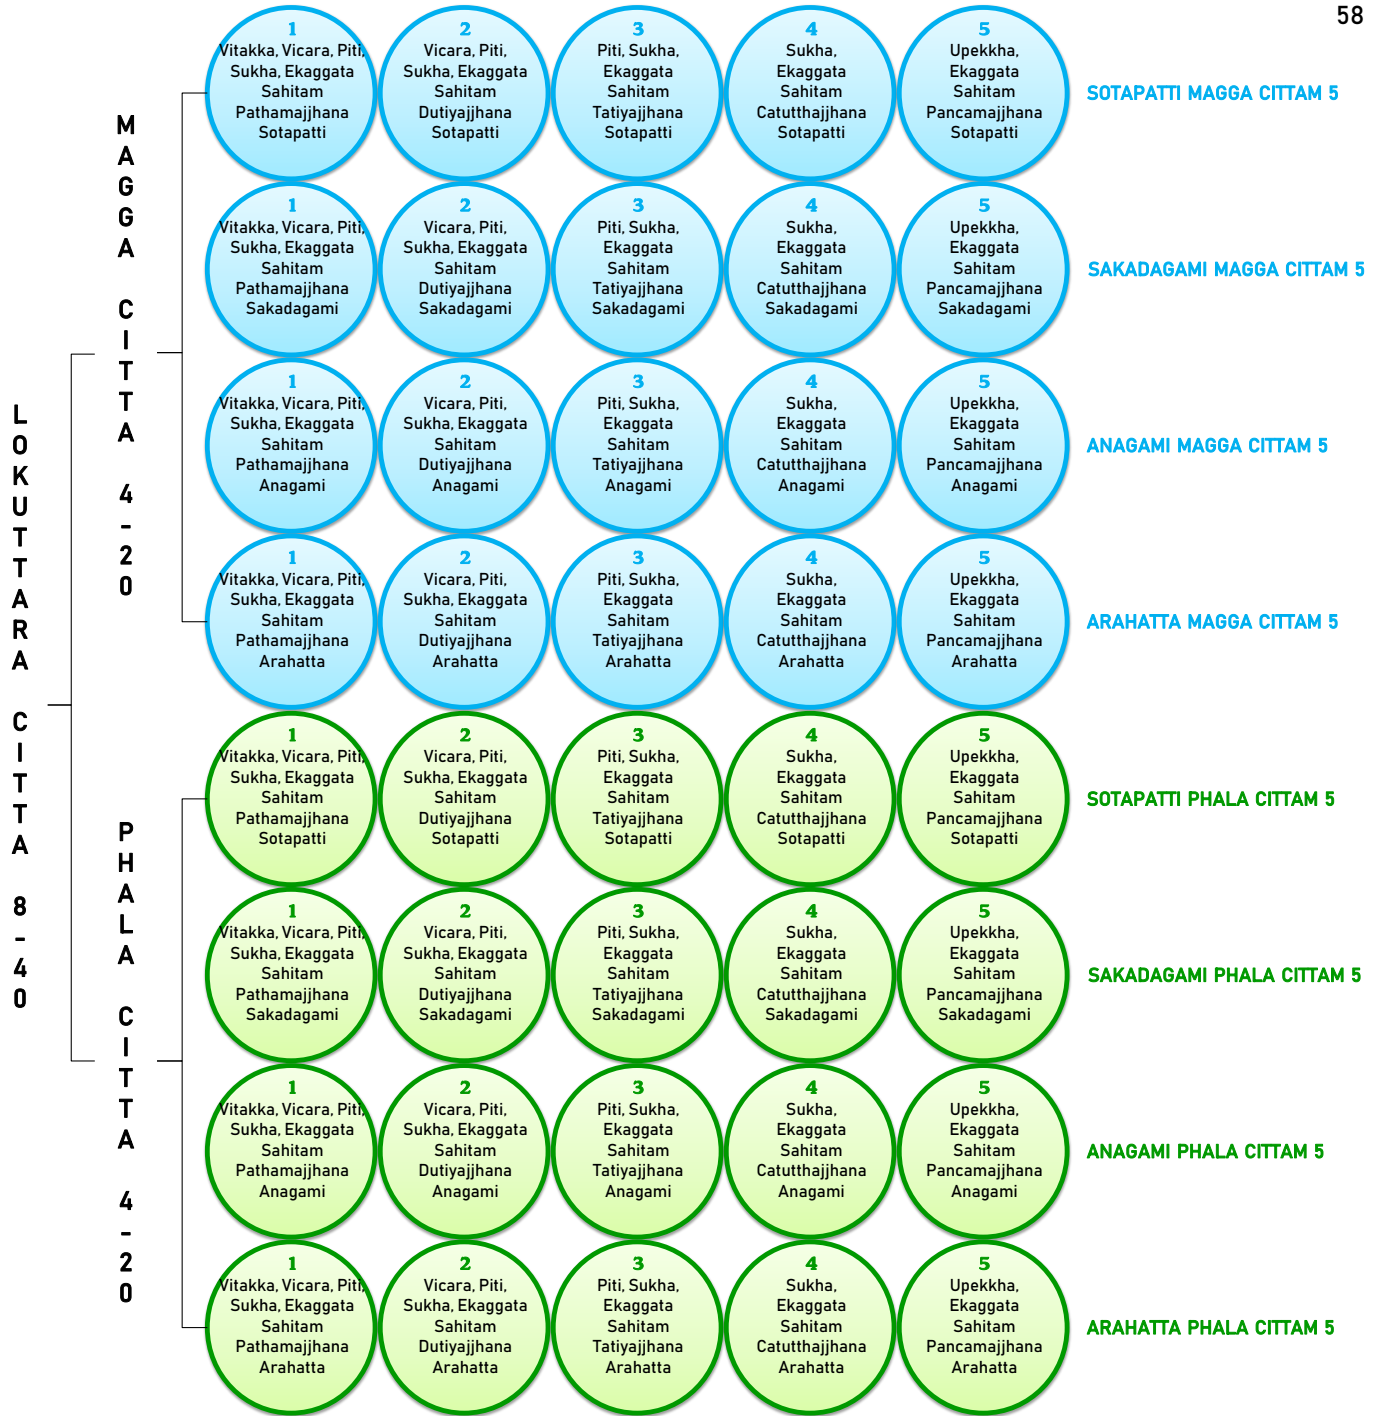 58
LOKUTTARA CITTA 8-40
MAGGA CITTA 4-20
1
Vitakka, Vicara, Piti,
Sukha, Ekaggata
Sahitam
Pathamajjhana
Sotapatti
2
Vicara, Piti,
Sukha, Ekaggata
Sahitam
Dutiyajjhana
Sotapatti
3
Piti, Sukha,
Ekaggata
Sahitam
Tatiyajjhana
Sotapatti
4
Sukha,
Ekaggata
Sahitam
Catutthajjhana
Sotapatti
5
Upekkha,
Ekaggata
Sahitam
Pancamajjhana
Sotapatti
SOTAPATTI MAGGA CITTAM 5
1
Vitakka, Vicara, Piti,
Sukha, Ekaggata
Sahitam
Pathamajjhana
Sakadagami
2
Vicara, Piti,
Sukha, Ekaggata
Sahitam
Dutiyajjhana
Sakadagami
3
Piti, Sukha,
Ekaggata
Sahitam
Tatiyajjhana
Sakadagami
4
Sukha,
Ekaggata
Sahitam
Catutthajjhana
Sakadagami
5
Upekkha,
Ekaggata
Sahitam
Pancamajjhana
Sakadagami
SAKADAGAMI MAGGA CITTAM 5
1
Vitakka, Vicara, Piti,
Sukha, Ekaggata
Sahitam
Pathamajjhana
Anagami
2
Vicara, Piti,
Sukha, Ekaggata
Sahitam
Dutiyajjhana
Anagami
3
Piti, Sukha,
Ekaggata
Sahitam
Tatiyajjhana
Anagami
4
Sukha,
Ekaggata
Sahitam
Catutthajjhana
Anagami
5
Upekkha,
Ekaggata
Sahitam
Pancamajjhana
Anagami
ANAGAMI MAGGA CITTAM 5
1
Vitakka, Vicara, Piti,
Sukha, Ekaggata
Sahitam
Pathamajjhana
Arahatta
2
Vicara, Piti,
Sukha, Ekaggata
Sahitam
Dutiyajjhana
Arahatta
3
Piti, Sukha,
Ekaggata
Sahitam
Tatiyajjhana
Arahatta
4
Sukha,
Ekaggata
Sahitam
Catutthajjhana
Arahatta
5
Upekkha,
Ekaggata
Sahitam
Pancamajjhana
Arahatta
ARAHATTA MAGGA CITTAM 5
PHALA CITTA 4-20
1
Vitakka, Vicara, Piti,
Sukha, Ekaggata
Sahitam
Pathamajjhana
Sotapatti
2
Vicara, Piti,
Sukha, Ekaggata
Sahitam
Dutiyajjhana
Sotapatti
3
Piti, Sukha,
Ekaggata
Sahitam
Tatiyajjhana
Sotapatti
4
Sukha,
Ekaggata
Sahitam
Catutthajjhana
Sotapatti
5
Upekkha,
Ekaggata
Sahitam
Pancamajjhana
Sotapatti
SOTAPATTI PHALA CITTAM 5
1
Vitakka, Vicara, Piti,
Sukha, Ekaggata
Sahitam
Pathamajjhana
Sakadagami
2
Vicara, Piti,
Sukha, Ekaggata
Sahitam
Dutiyajjhana
Sakadagami
3
Piti, Sukha,
Ekaggata
Sahitam
Tatiyajjhana
Sakadagami
4
Sukha,
Ekaggata
Sahitam
Catutthajjhana
Sakadagami
5
Upekkha,
Ekaggata
Sahitam
Pancamajjhana
Sakadagami
SAKADAGAMI PHALA CITTAM 5
1
Vitakka, Vicara, Piti,
Sukha, Ekaggata
Sahitam
Pathamajjhana
Anagami
2
Vicara, Piti,
Sukha, Ekaggata
Sahitam
Dutiyajjhana
Anagami
3
Piti, Sukha,
Ekaggata
Sahitam
Tatiyajjhana
Anagami
4
Sukha,
Ekaggata
Sahitam
Catutthajjhana
Anagami
5
Upekkha,
Ekaggata
Sahitam
Pancamajjhana
Anagami
ANAGAMI PHALA CITTAM 5
1
Vitakka, Vicara, Piti,
Sukha, Ekaggata
Sahitam
Pathamajjhana
Arahatta
2
Vicara, Piti,
Sukha, Ekaggata
Sahitam
Dutiyajjhana
Arahatta
3
Piti, Sukha,
Ekaggata
Sahitam
Tatiyajjhana
Arahatta
4
Sukha,
Ekaggata
Sahitam
Catutthajjhana
Arahatta
5
Upekkha,
Ekaggata
Sahitam
Pancamajjhana
Arahatta
ARAHATTA PHALA CITTAM 5